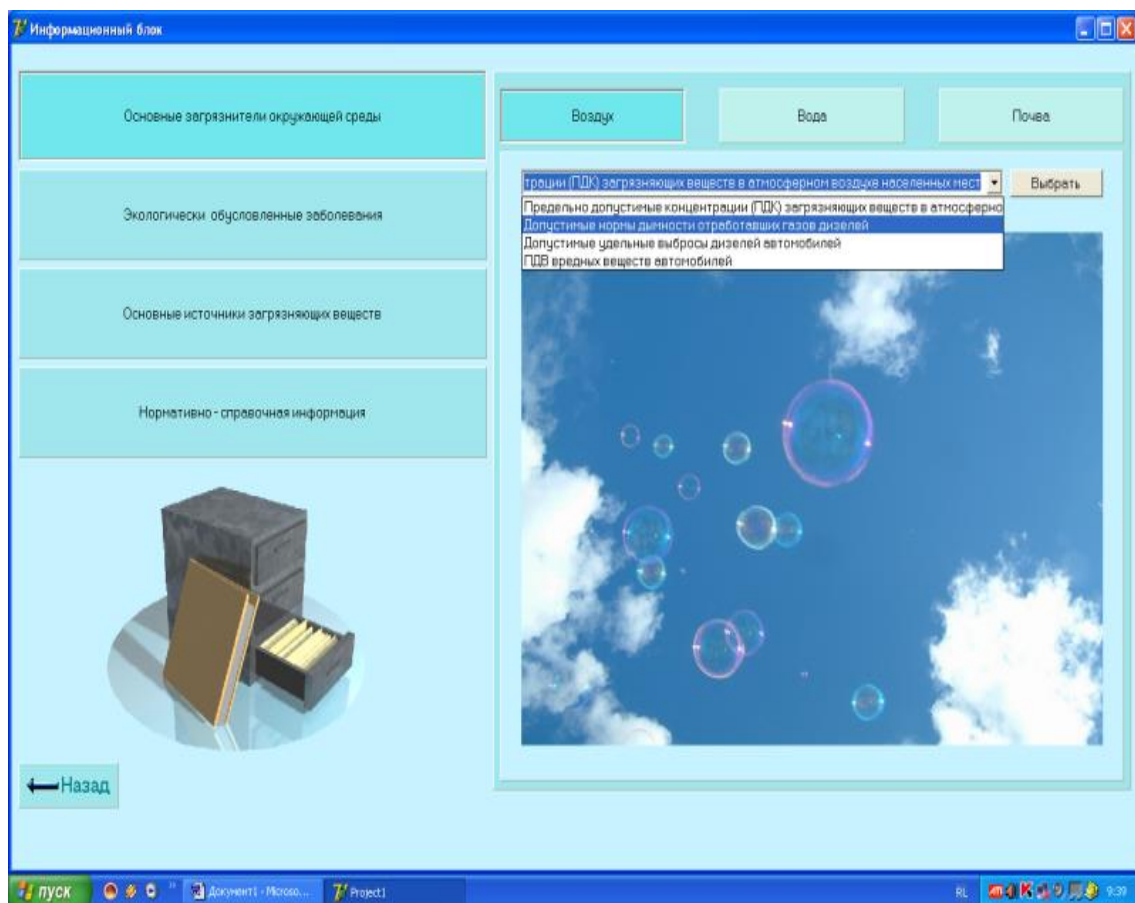 Информационный блок
Основные загрязнители окружающей среды
Экологически обусловленные заболевания
Основные источники загрязняющих веществ
Нормативно - справочная информация
Назад
Воздух
Вода
Почва
трации (ПДК) загрязняющих веществ в атмосферном воздухе населенных мест
Выбрать
Предельно допустимые концентрации (ПДК) загрязняющих веществ в атмосферно
Допустимые нормы дымности отработавших газов дизелей
Допустимые удельные выбросы дизелей автомобилей
ПДВ вредных веществ автомобилей
пуск
Документ1 - Microso...
Project1
RL
9:39